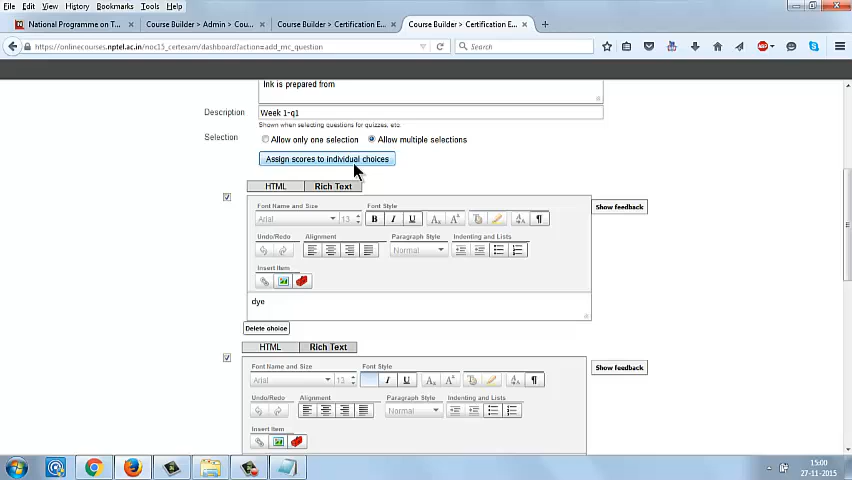 File Edit View History Bookmarks Tools Help
National Programme on T... × Course Builder > Admin > Cou... × Course Builder > Certification E... × Course Builder > Certification E... × +
https://onlinecourses.nptel.ac.in/noc15_certexam/dashboard?action=add_mc_question Search
Ink is prepared from
Description Week 1-q1
Shown when selecting questions for quizzes, etc.
Selection Allow only one selection Allow multiple selections
Assign scores to individual choices
HTML Rich Text
Font Name and Size Font Style Show feedback
Arial 13 B I U
Undo/Redo Alignment Paragraph Style Indenting and Lists
Normal
Insert Item
dye
Delete choice
HTML Rich Text
Font Name and Size Font Style Show feedback
Arial 13 I U
Undo/Redo Alignment Paragraph Style Indenting and Lists
Normal
Insert Item
15:00
27-11-2015